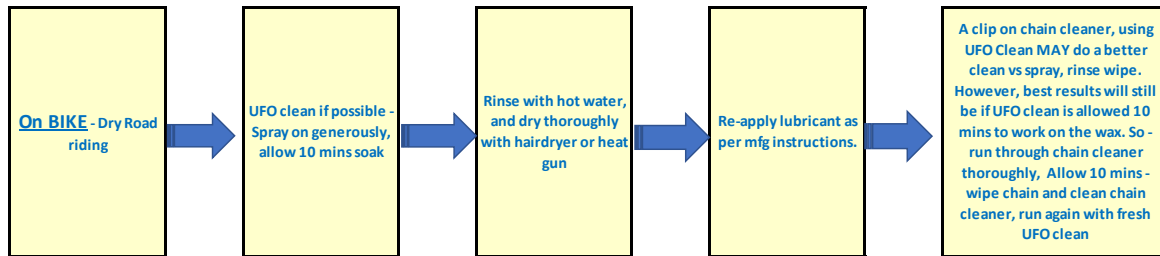 On BIKE - Dry Road
riding
UFO clean if possible -
Spray on generously,
allow 10 mins soak
Rinse with hot water,
and dry thoroughly
with hairdryer or heat
gun
Re-apply lubricant as
per mfg instructions.
A clip on chain cleaner, using
UFO Clean MAY do a better
clean vs spray, rinse wipe.
However, best results will still
be if UFO clean is allowed 10
mins to work on the wax. So -
run through chain cleaner
thoroughly, Allow 10 mins -
wipe chain and clean chain
cleaner, run again with fresh
UFO clean